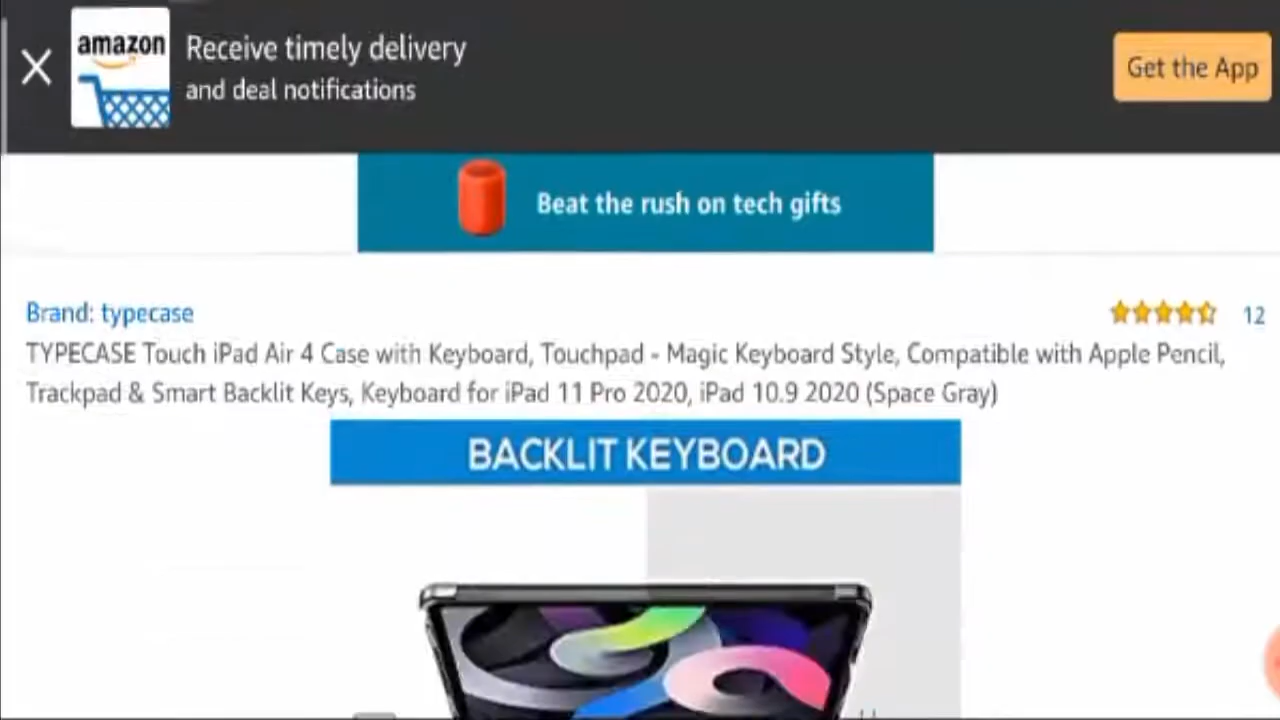 amazon
Receive timely delivery
and deal notifications
Get the App
Beat the rush on tech gifts
Brand: typecase
12
TYPECASE Touch iPad Air 4 Case with Keyboard, Touchpad - Magic Keyboard Style, Compatible with Apple Pencil,
Trackpad & Smart Backlit Keys, Keyboard for iPad 11 Pro 2020, iPad 10.9 2020 (Space Gray)
BACKLIT KEYBOARD